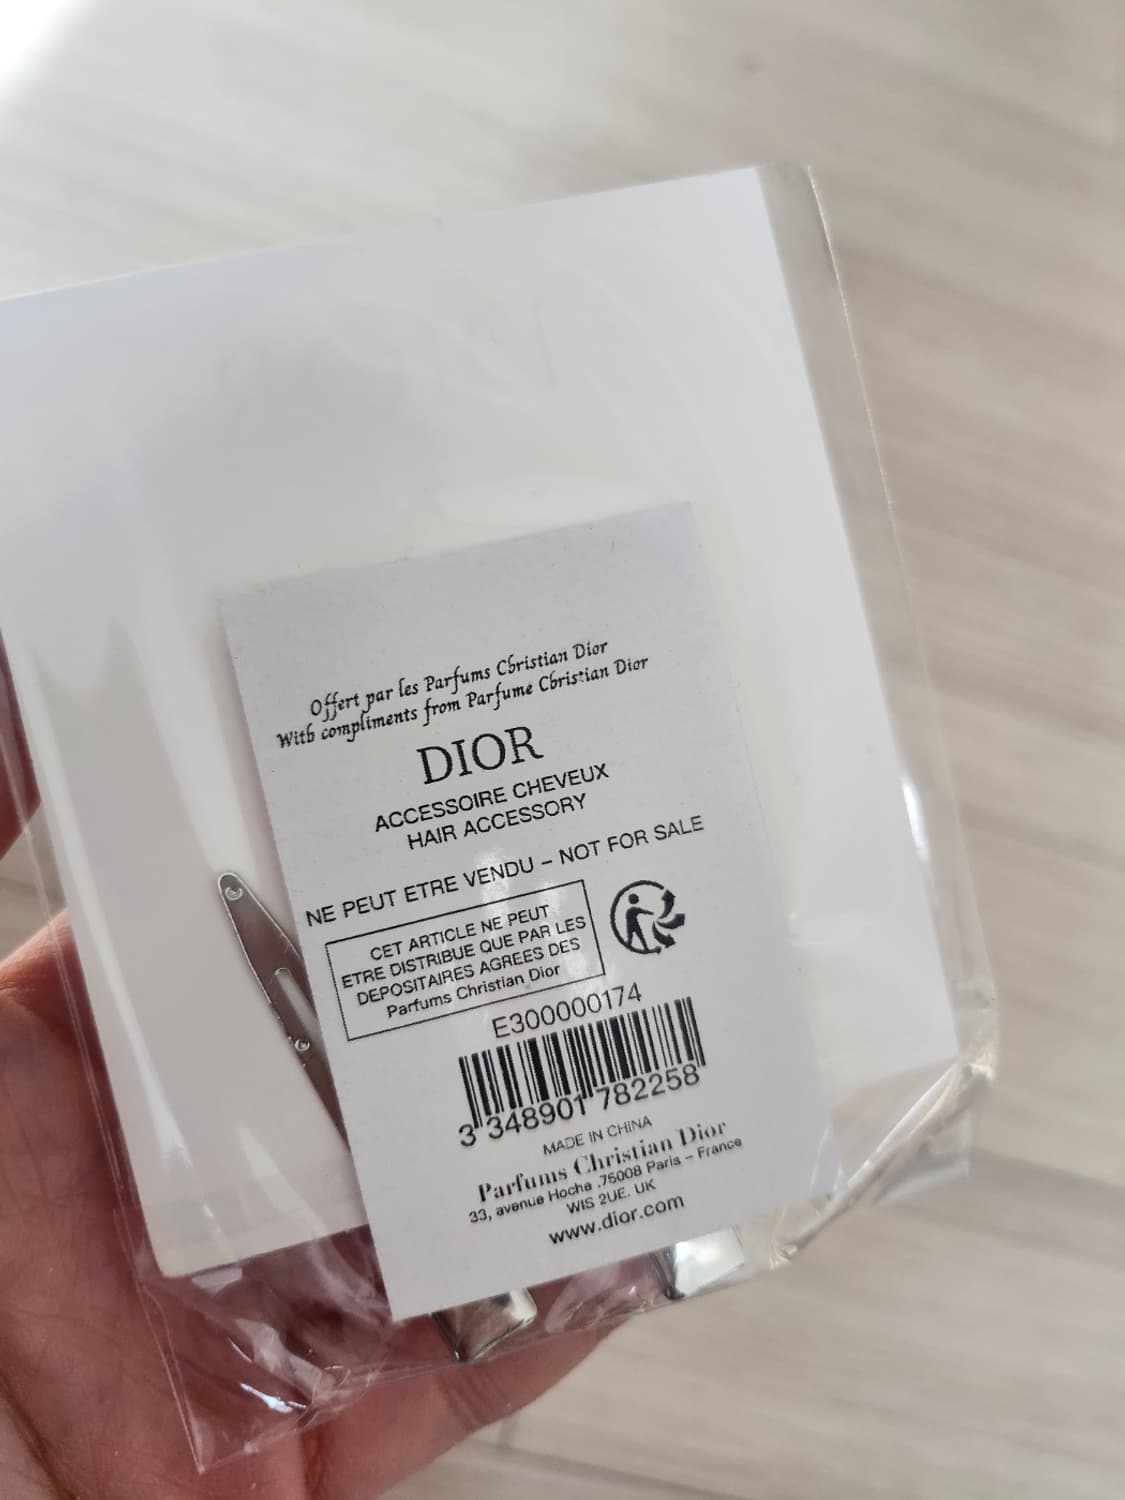 Offert par les Parfums Christian Dior
With compliments from Parfume Christian Dior
DIOR
ACCESSOIRE CHEVEUX
HAIR ACCESSORY
NE PEUT ETRE VENDU – NOT FOR SALE
CET ARTICLE NE PEUT
ETRE DISTRIBUE QUE PAR LES
DEPOSITAIRES AGREES DES
Parfums Christian Dior
E300000174
3 348901 782258
MADE IN CHINA
Parfums Christian Dior
33, avenue Hoche .75008 Paris – France
WIS 2UE. UK
www.dior.com